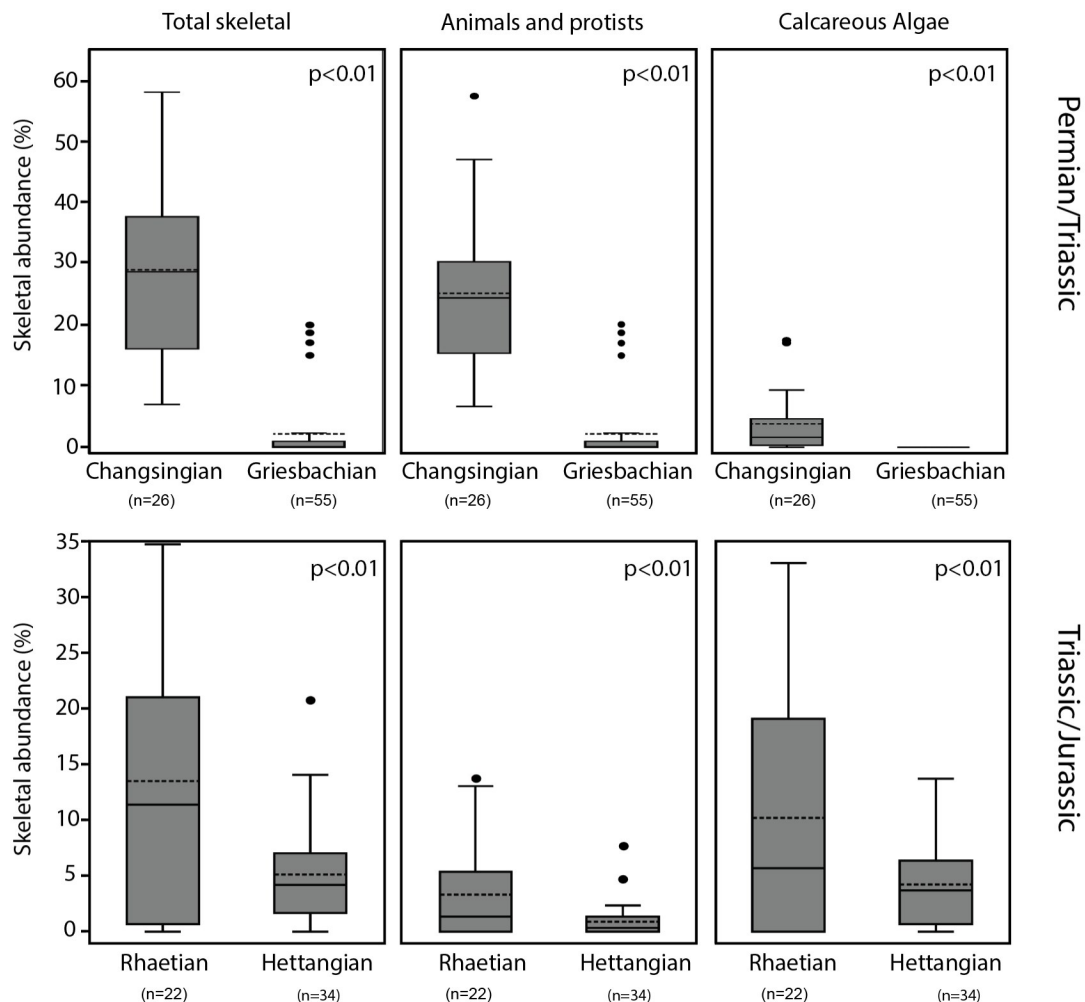 Total skeletal
Animals and protists
Calcareous Algae
Skeletal abundance (%)
60
50
40
30
20
10
0
p<0.01
p<0.01
p<0.01
Permian/Triassic
Changsingian
Griesbachian
Changsingian
Griesbachian
Changsingian
Griesbachian
(n=26)
(n=55)
(n=26)
(n=55)
(n=26)
(n=55)
Skeletal abundance (%)
35
30
25
20
15
10
5
0
p<0.01
p<0.01
p<0.01
Triassic/Jurassic
Rhaetian
Hettangian
Rhaetian
Hettangian
Rhaetian
Hettangian
(n=22)
(n=34)
(n=22)
(n=34)
(n=22)
(n=34)